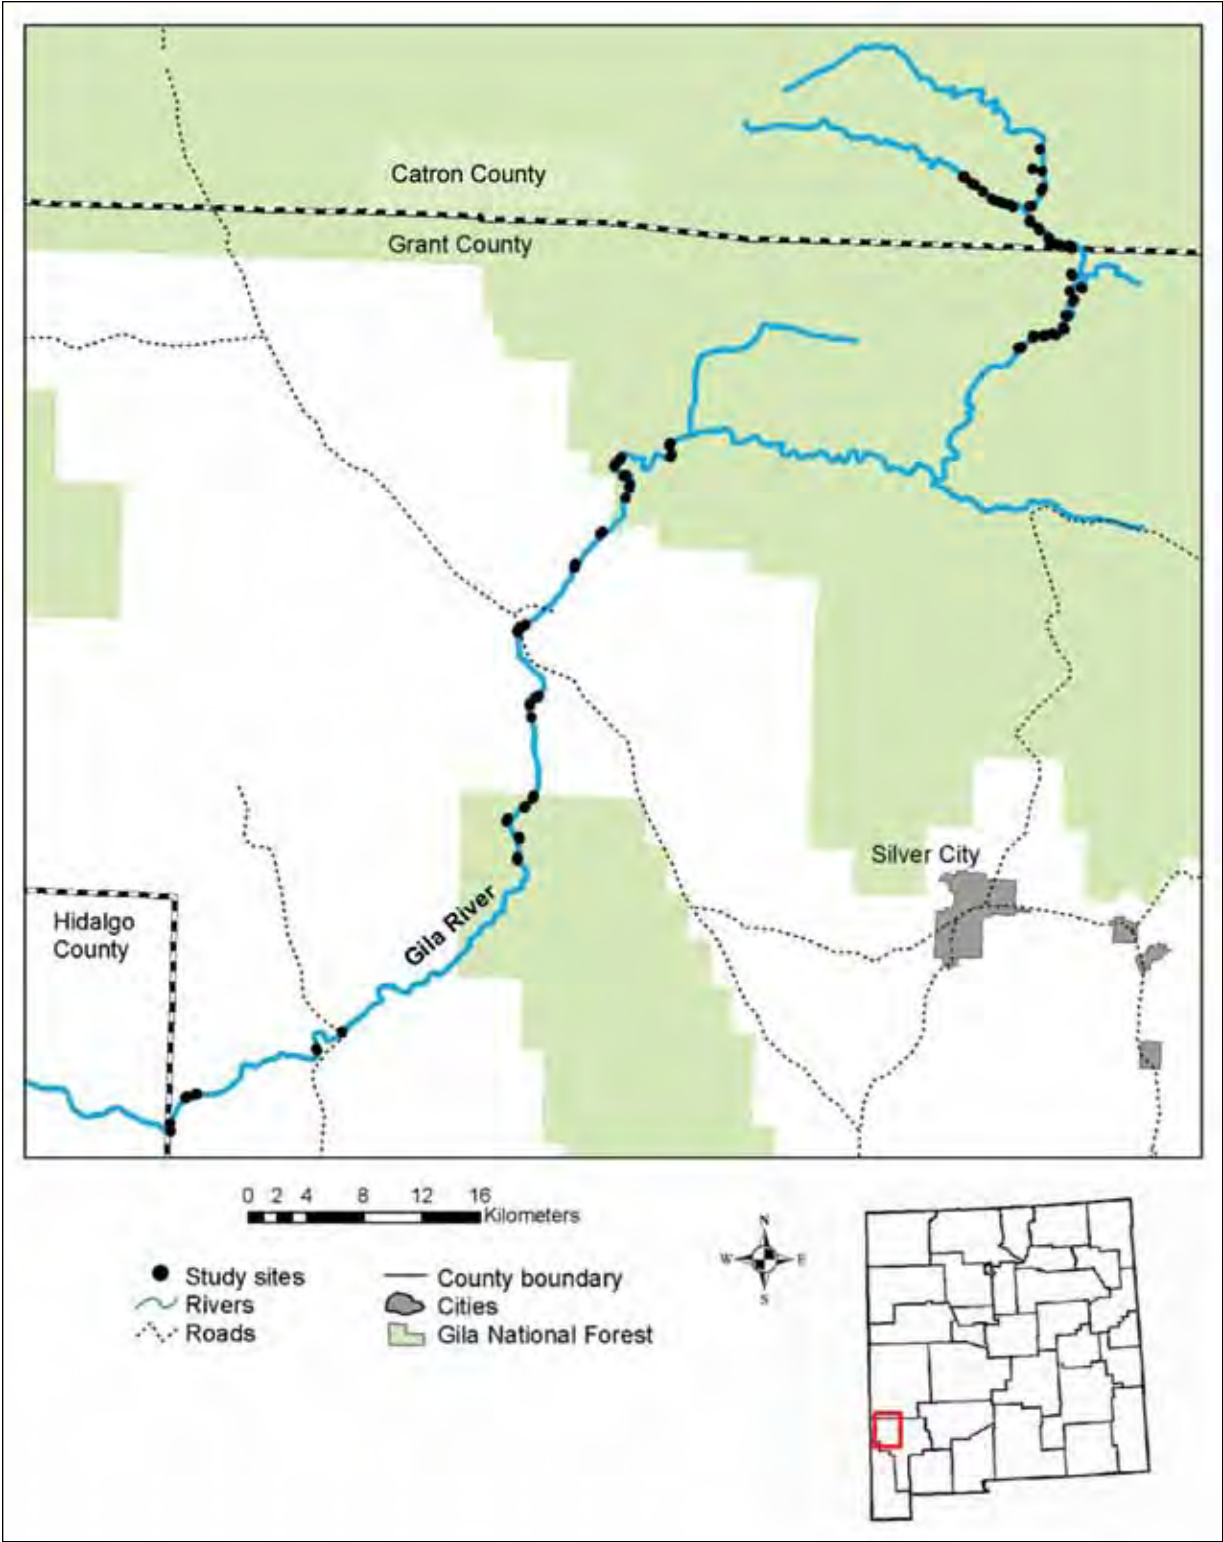 Catron County
Grant County
Silver City
Hidalgo
County
Gila River
0 2 4 8 12 16
Kilometers
N
W E
S
Study sites
Rivers
Roads
County boundary
Cities
Gila National Forest